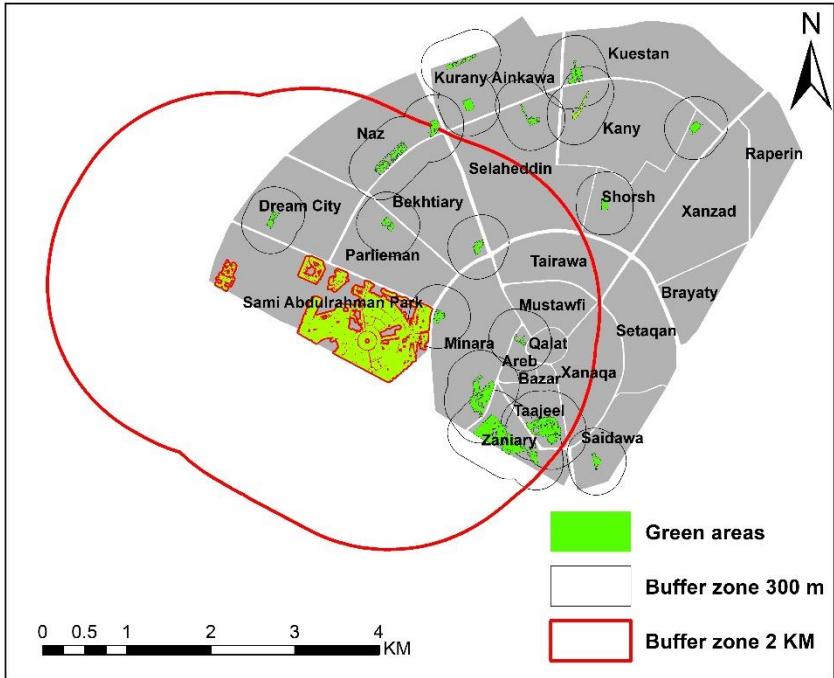 N
Kuestan
Kurany Ainkawa
Naz
Kany
Raperin
Selaheddin
Dream City
Bekhtiary
Shorsh
Xanzad
Parlieman
Tairawa
Brayaty
Sami Abdulrahman Park
Mustawfi
Setaqan
Minara
Qalat
Areb
Xanaqa
Bazar
Taajeel
Zaniary
Saidawa
Green areas
Buffer zone 300 m
Buffer zone 2 KM
0 0.5 1 2 3 4
KM